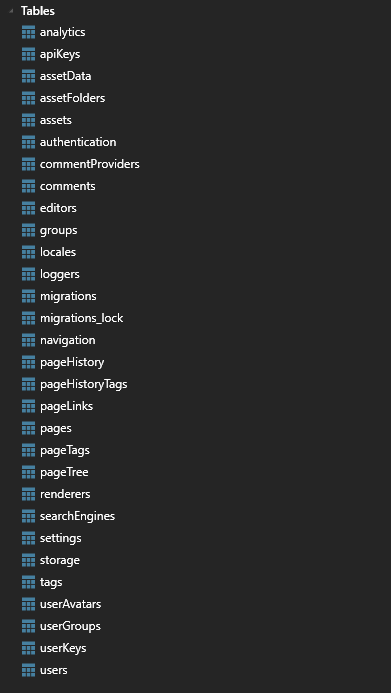 Tables
analytics
apiKeys
assetData
assetFolders
assets
authentication
commentProviders
comments
editors
groups
locales
loggers
migrations
migrations_lock
navigation
pageHistory
pageHistoryTags
pageLinks
pages
pageTags
pageTree
renderers
searchEngines
settings
storage
tags
userAvatars
userGroups
userKeys
users